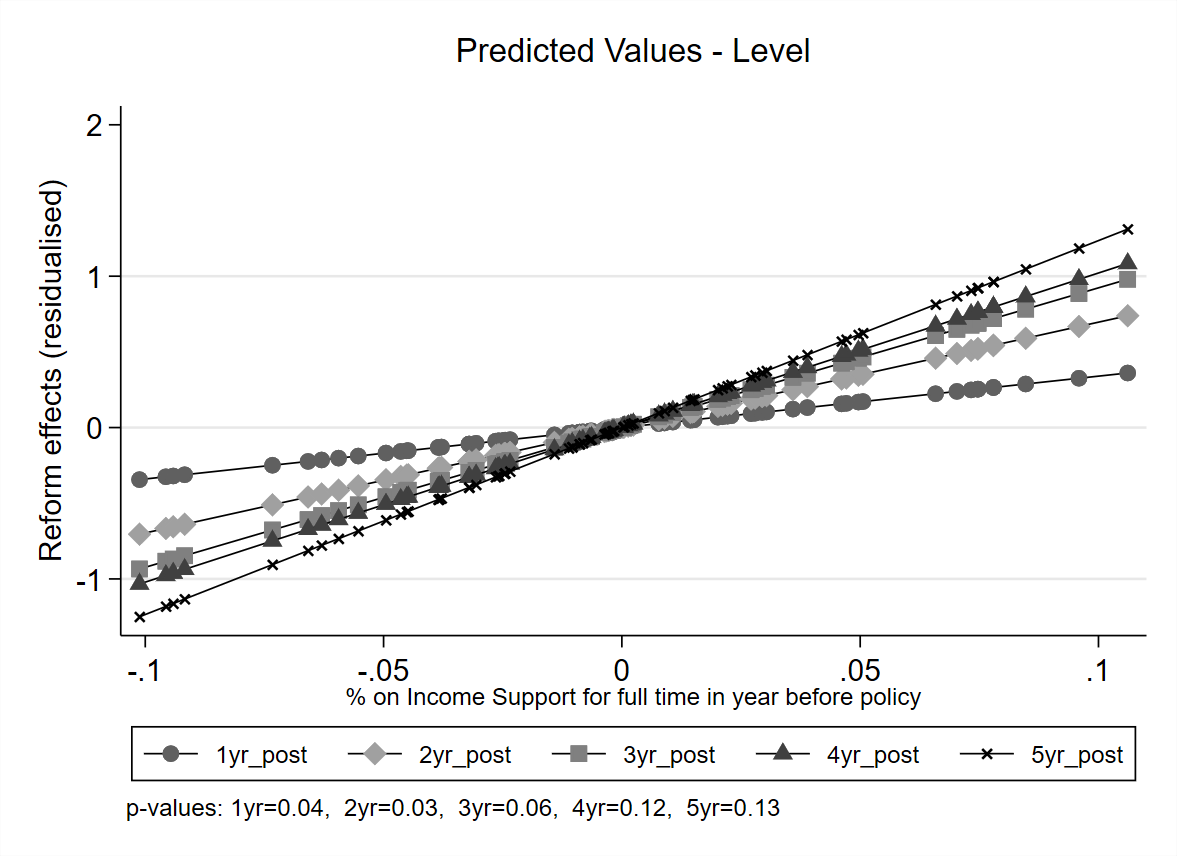 Predicted Values - Level
Reform effects (residualised)
2
1
0
-1
-.1 -.05 0 .05 .1
% on Income Support for full time in year before policy
1yr_post 2yr_post 3yr_post 4yr_post 5yr_post
p-values: 1yr=0.04, 2yr=0.03, 3yr=0.06, 4yr=0.12, 5yr=0.13